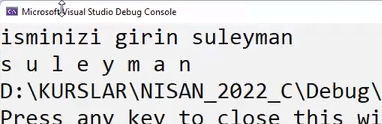 Microsoft Visual Studio Debug Console
isminizi girin suleyman
s u l e y m a n
D:\KURSLAR\NISAN_2022_C\Debug\
Press any key to close this wi